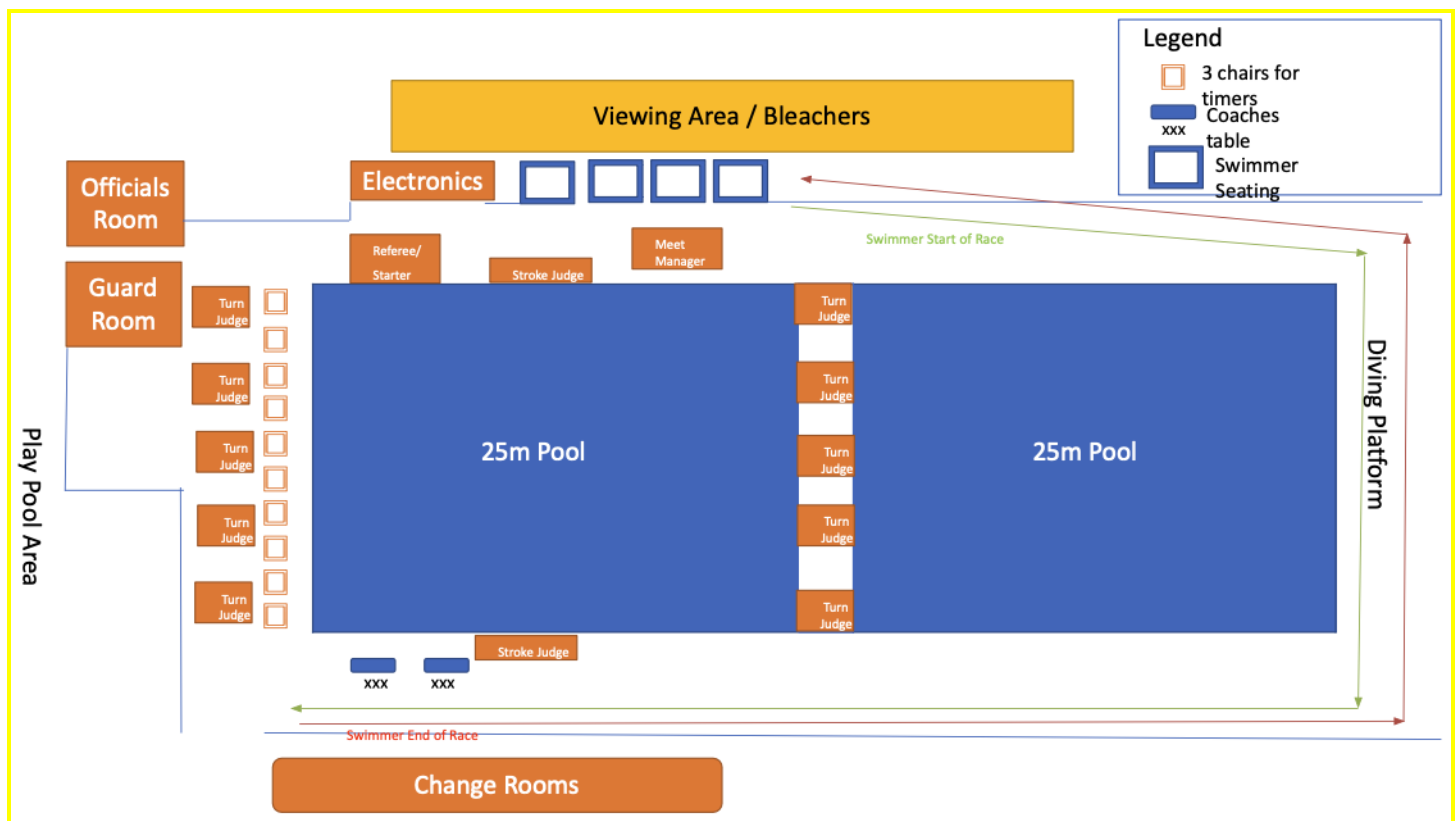 Legend
3 chairs for
timers
Coaches
xxx
table
Swimmer
Seating
Viewing Area / Bleachers
Officials
Room
Electronics
Referee/
Starter
Stroke Judge
Meet
Manager
Swimmer Start of Race
Guard
Room
Turn
Judge
Turn
Judge
Turn
Judge
Turn
Judge
Turn
Judge
25m Pool
Turn
Judge
Turn
Judge
Turn
Judge
Turn
Judge
Turn
Judge
25m Pool
Diving Platform
Play Pool Area
Stroke Judge
xxx
xxx
Swimmer End of Race
Change Rooms